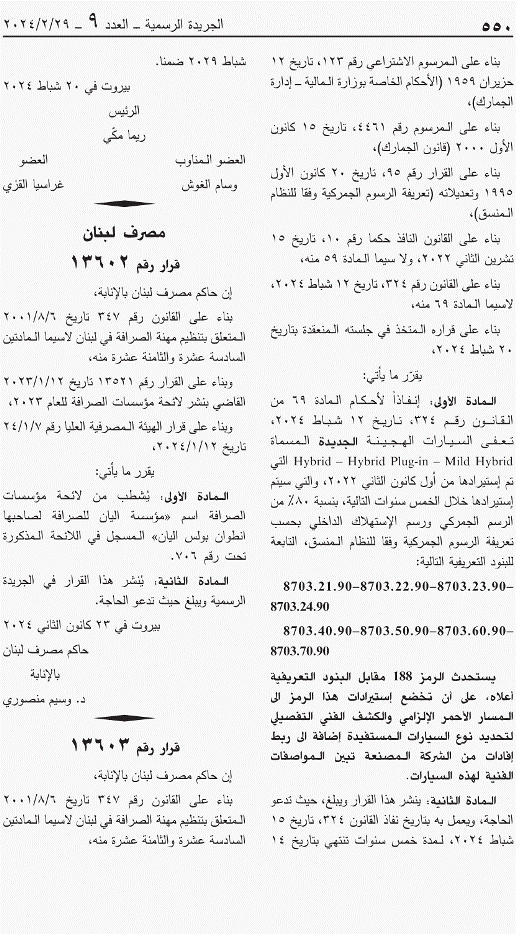 ٥٥٠
الجريدة الرسمية ـ العدد ٩ ـ ٢٠٢٤/٢/٢٩
بناء على المرسوم الاشتراعي رقم ١٢٣، تاريخ ١٢
حزيران ١٩٥٩ (الأحكام الخاصة بوزارة المالية ـ إدارة
الجمارك)،
بناء على المرسوم رقم ٤٤٦١، تاريخ ١٥ كانون
الأول ٢٠٠٠ (قانون الجمارك)،
بناء على القرار رقم ٩٥، تاريخ ٢٠ كانون الأول
١٩٩٥ وتعديلاته (تعريفة الرسوم الجمركية وفقا للنظام
المنسق)،
بناء على القانون النافذ حكما رقم ١٠، تاريخ ١٥
تشرين الثاني ٢٠٢٢، ولا سيما المادة ٥٩ منه،
بناء على القانون رقم ٣٢٤، تاريخ ١٢ شباط ٢٠٢٤،
لاسيما المادة ٦٩ منه،
بناء على قراره المتخذ في جلسته المنعقدة بتاريخ
٢٠ شباط ٢٠٢٤،
يقرّر ما يأتي:
المادة الأولى: إنفاذاً لأحكام المادة ٦٩ من
القانون رقم ٣٢٤، تاريخ ١٢ شباط ٢٠٢٤،
تعفى السيارات الهجينة الجديدة المسماة
Hybrid – Hybrid Plug-in – Mild Hybrid التي
تم إستيرادها من أول كانون الثاني ٢٠٢٢، والتي سيتم
إستيرادها خلال الخمس سنوات التالية، بنسبة ٨٠٪ من
الرسم الجمركي ورسم الإستهلاك الداخلي بحسب
تعريفة الرسوم الجمركية وفقا للنظام المنسق، التابعة
للبنود التعريفية التالية:
8703.21.90–8703.22.90–8703.23.90–
8703.24.90
8703.40.90–8703.50.90–8703.60.90–
8703.70.90
يستحدث الرمز 188 مقابل البنود التعريفية
أعلاه، على أن تخضع إستيرادات هذا الرمز الى
المسار الأحمر الإلزامي والكشف الفني التفصيلي
لتحديد نوع السيارات المستفيدة إضافة الى ربط
إفادات من الشركة المصنعة تبين المواصفات
الفنية لهذه السيارات.
المادة الثانية: ينشر هذا القرار ويبلغ، حيث تدعو
الحاجة، ويعمل به بتاريخ نفاذ القانون ٣٢٤، تاريخ ١٥
شباط ٢٠٢٤، لمدة خمس سنوات تنتهي بتاريخ ١٤
شباط ٢٠٢٩ ضمنا.
بيروت في ٢٠ شباط ٢٠٢٤
الرئيس
ريما مكّي
العضو المناوب العضو
وسام الغوش غراسيا القزي
مصرف لبنان
قرار رقم ١٣٦٠٢
إن حاكم مصرف لبنان بالإنابة،
بناء على القانون رقم ٣٤٧ تاريخ ٢٠٠١/٨/٦
المتعلق بتنظيم مهنة الصرافة في لبنان لاسيما المادتين
السادسة عشرة والثامنة عشرة منه،
وبناء على القرار رقم ١٣٥٢١ تاريخ ٢٠٢٣/١/١٢
القاضي بنشر لائحة مؤسسات الصرافة للعام ٢٠٢٣،
وبناء على قرار الهيئة المصرفية العليا رقم ٢٤/١/٧
تاريخ ٢٠٢٤/١/١٢،
يقرر ما يأتي:
المادة الأولى: يُشطب من لائحة مؤسسات
الصرافة اسم «مؤسسة اليان للصرافة لصاحبها
انطوان بولس اليان» المسجل في اللائحة المذكورة
تحت رقم ٧٠٦.
المادة الثانية: يُنشر هذا القرار في الجريدة
الرسمية ويبلغ حيث تدعو الحاجة.
بيروت في ٢٣ كانون الثاني ٢٠٢٤
حاكم مصرف لبنان
بالإنابة
د. وسيم منصوري
قرار رقم ١٣٦٠٣
إن حاكم مصرف لبنان بالإنابة،
بناء على القانون رقم ٣٤٧ تاريخ ٢٠٠١/٨/٦
المتعلق بتنظيم مهنة الصرافة في لبنان لاسيما المادتين
السادسة عشرة والثامنة عشرة منه،